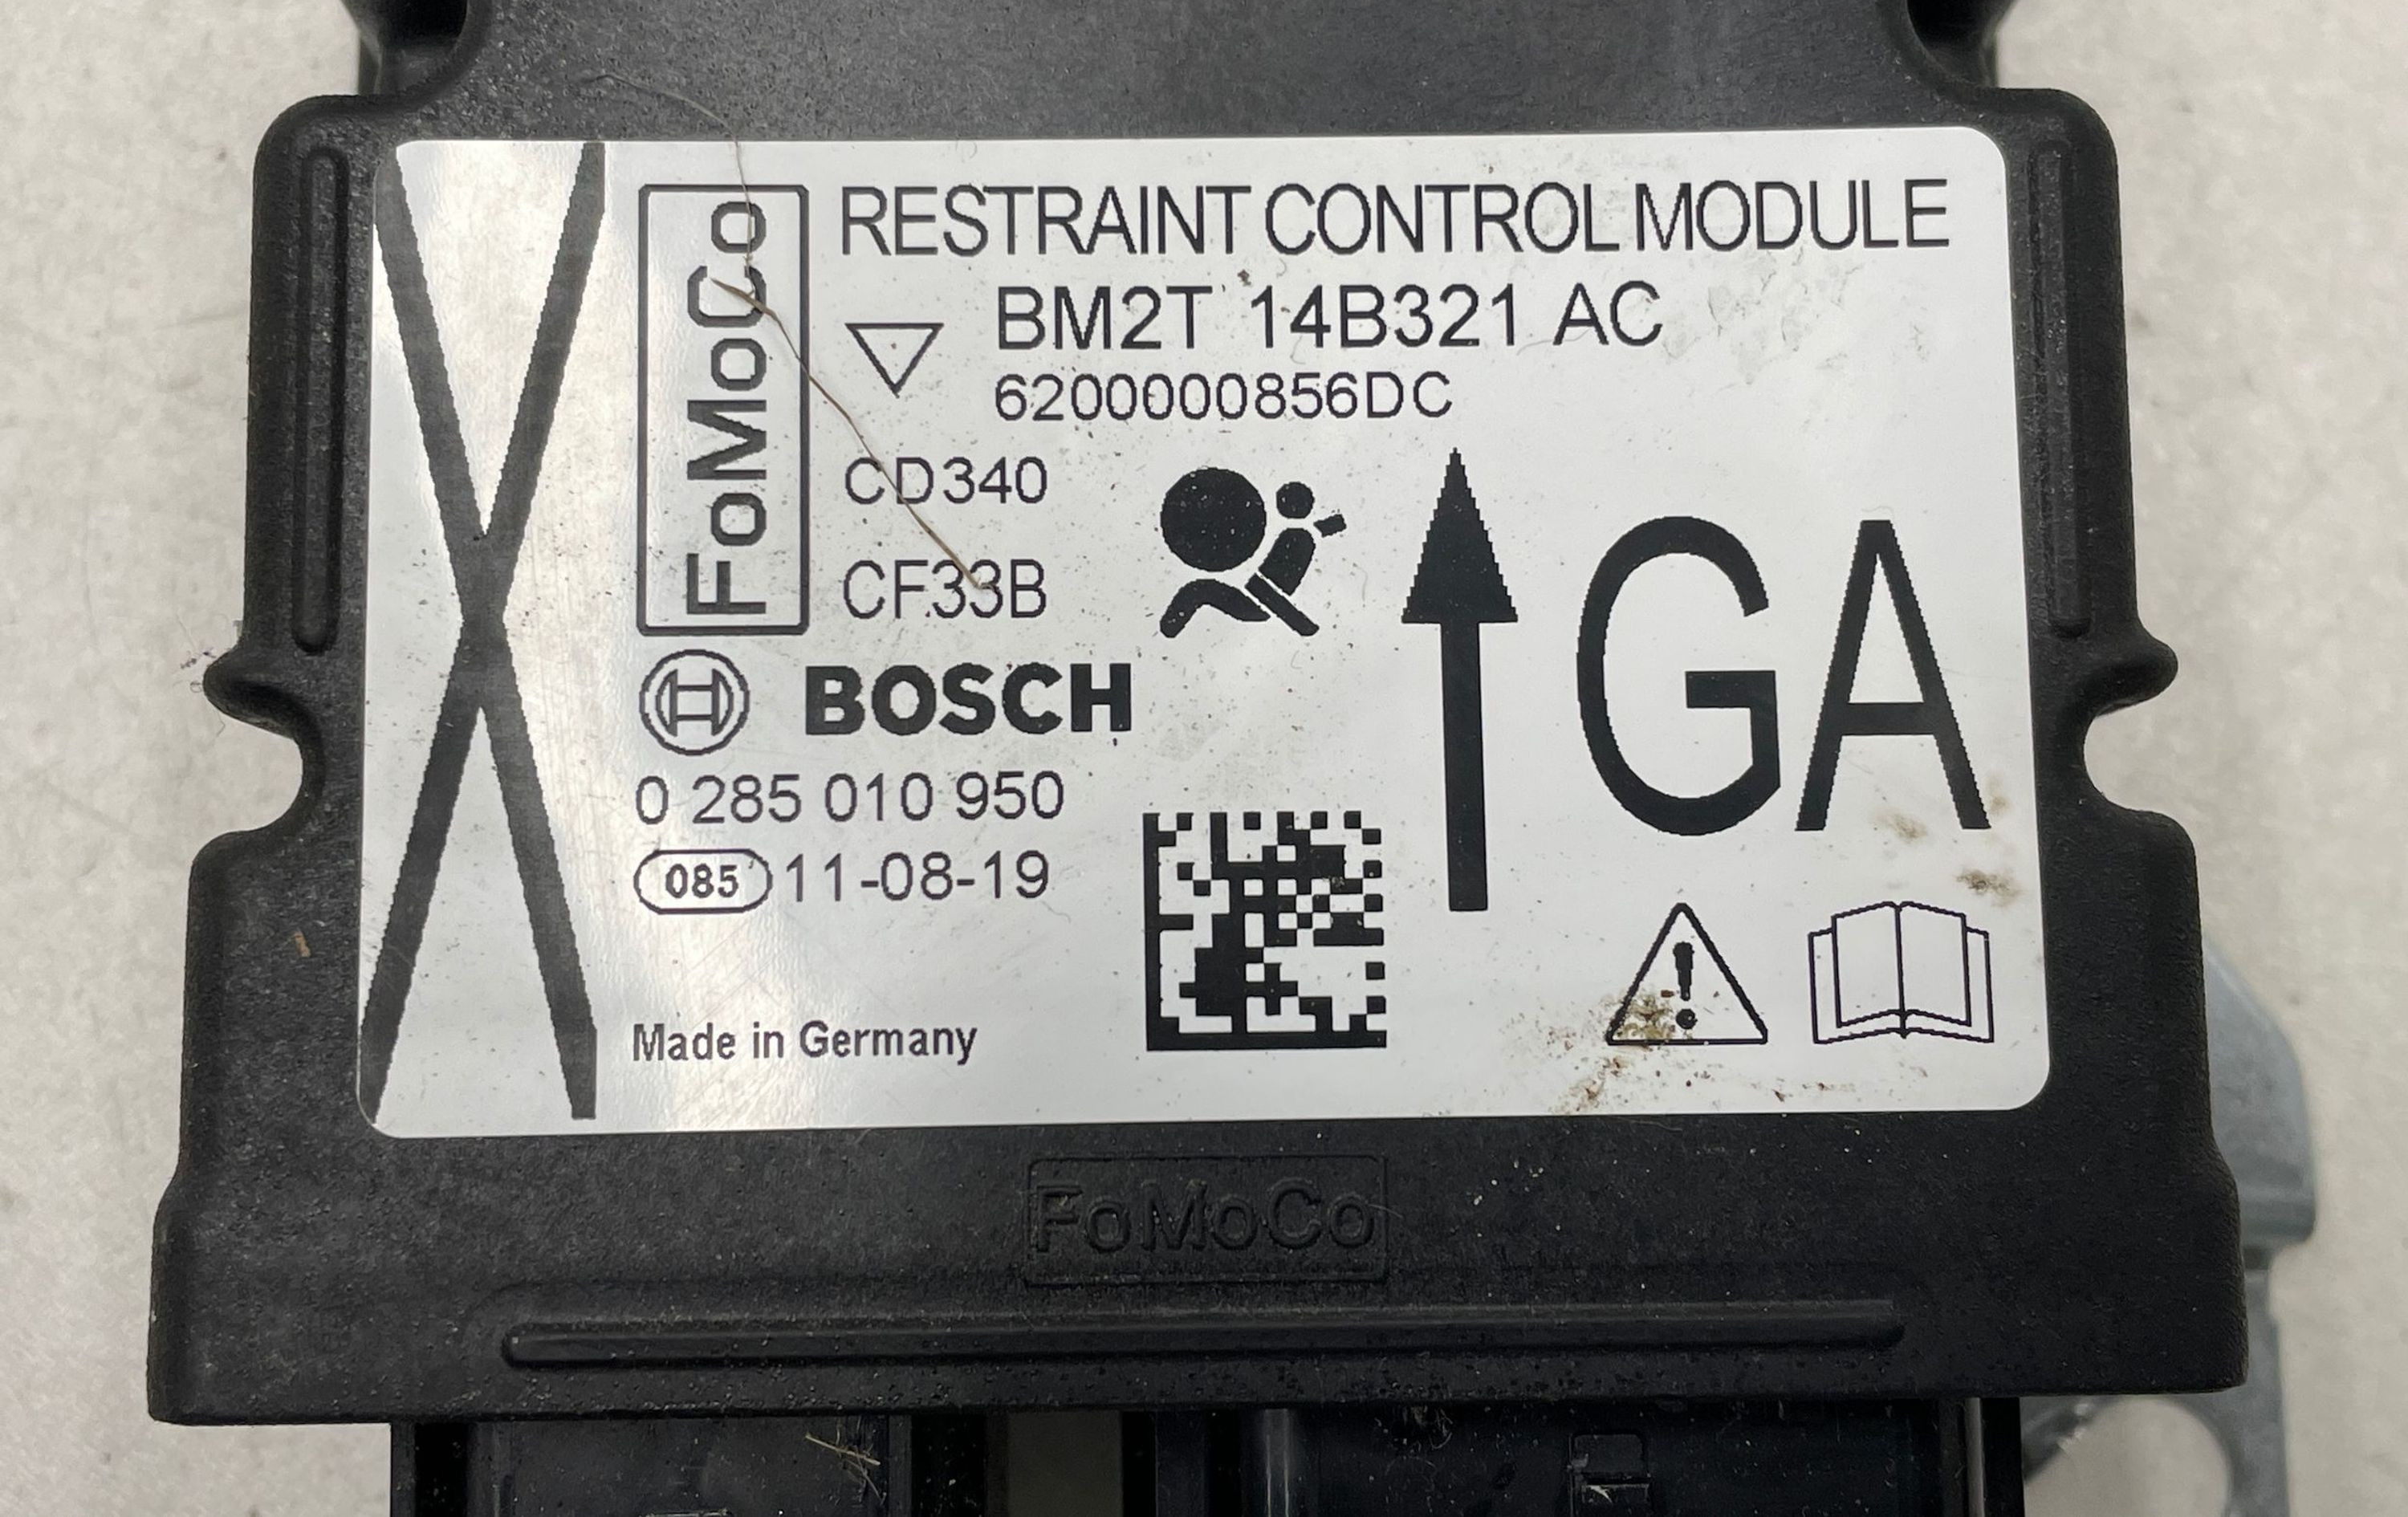 FoMoCo
RESTRAINT CONTROL MODULE
BM2T 14B321 AC
6200000856DC
CD340
CF33B
GA
BOSCH
0 285 010 950
085 11-08-19
Made in Germany
FoMoCo